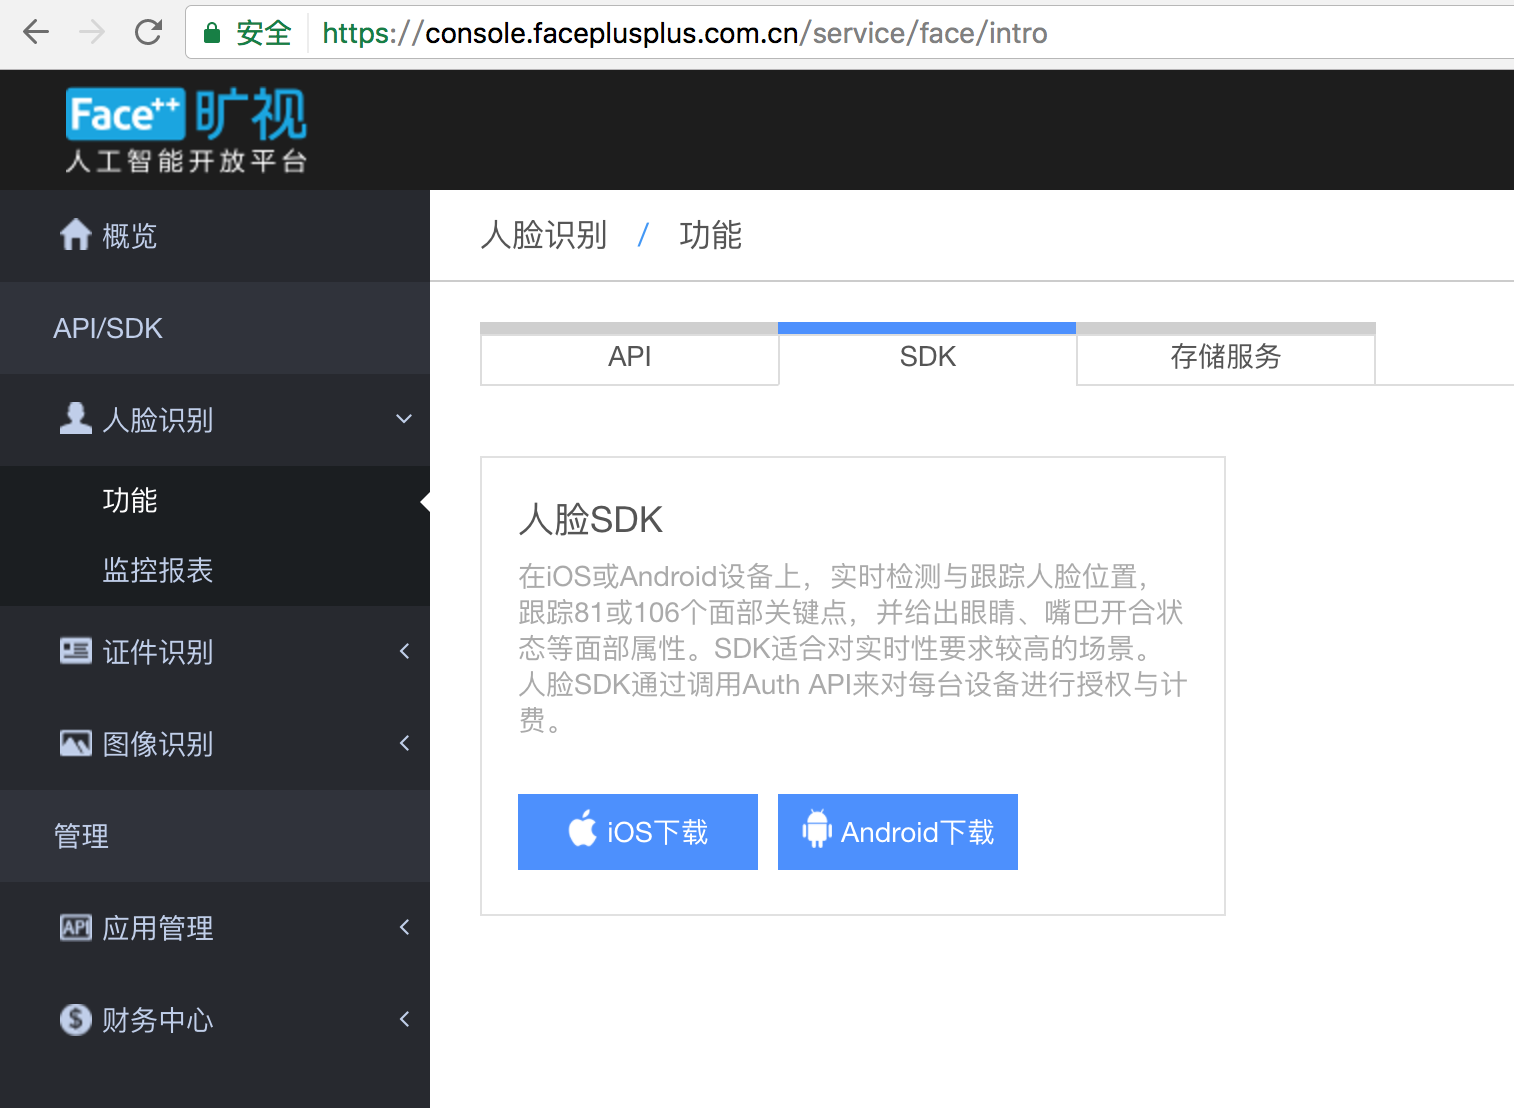 安全 https://console.faceplusplus.com.cn/service/face/intro
Face++ 旷视
人工智能开放平台
概览
API/SDK
人脸识别
功能
监控报表
证件识别
图像识别
管理
API 应用管理
$ 财务中心
人脸识别 / 功能
API SDK 存储服务
人脸SDK
在iOS或Android设备上，实时检测与跟踪人脸位置，
跟踪81或106个面部关键点，并给出眼睛、嘴巴开合状
态等面部属性。SDK适合对实时性要求较高的场景。
人脸SDK通过调用Auth API来对每台设备进行授权与计
费。
iOS下载 Android下载